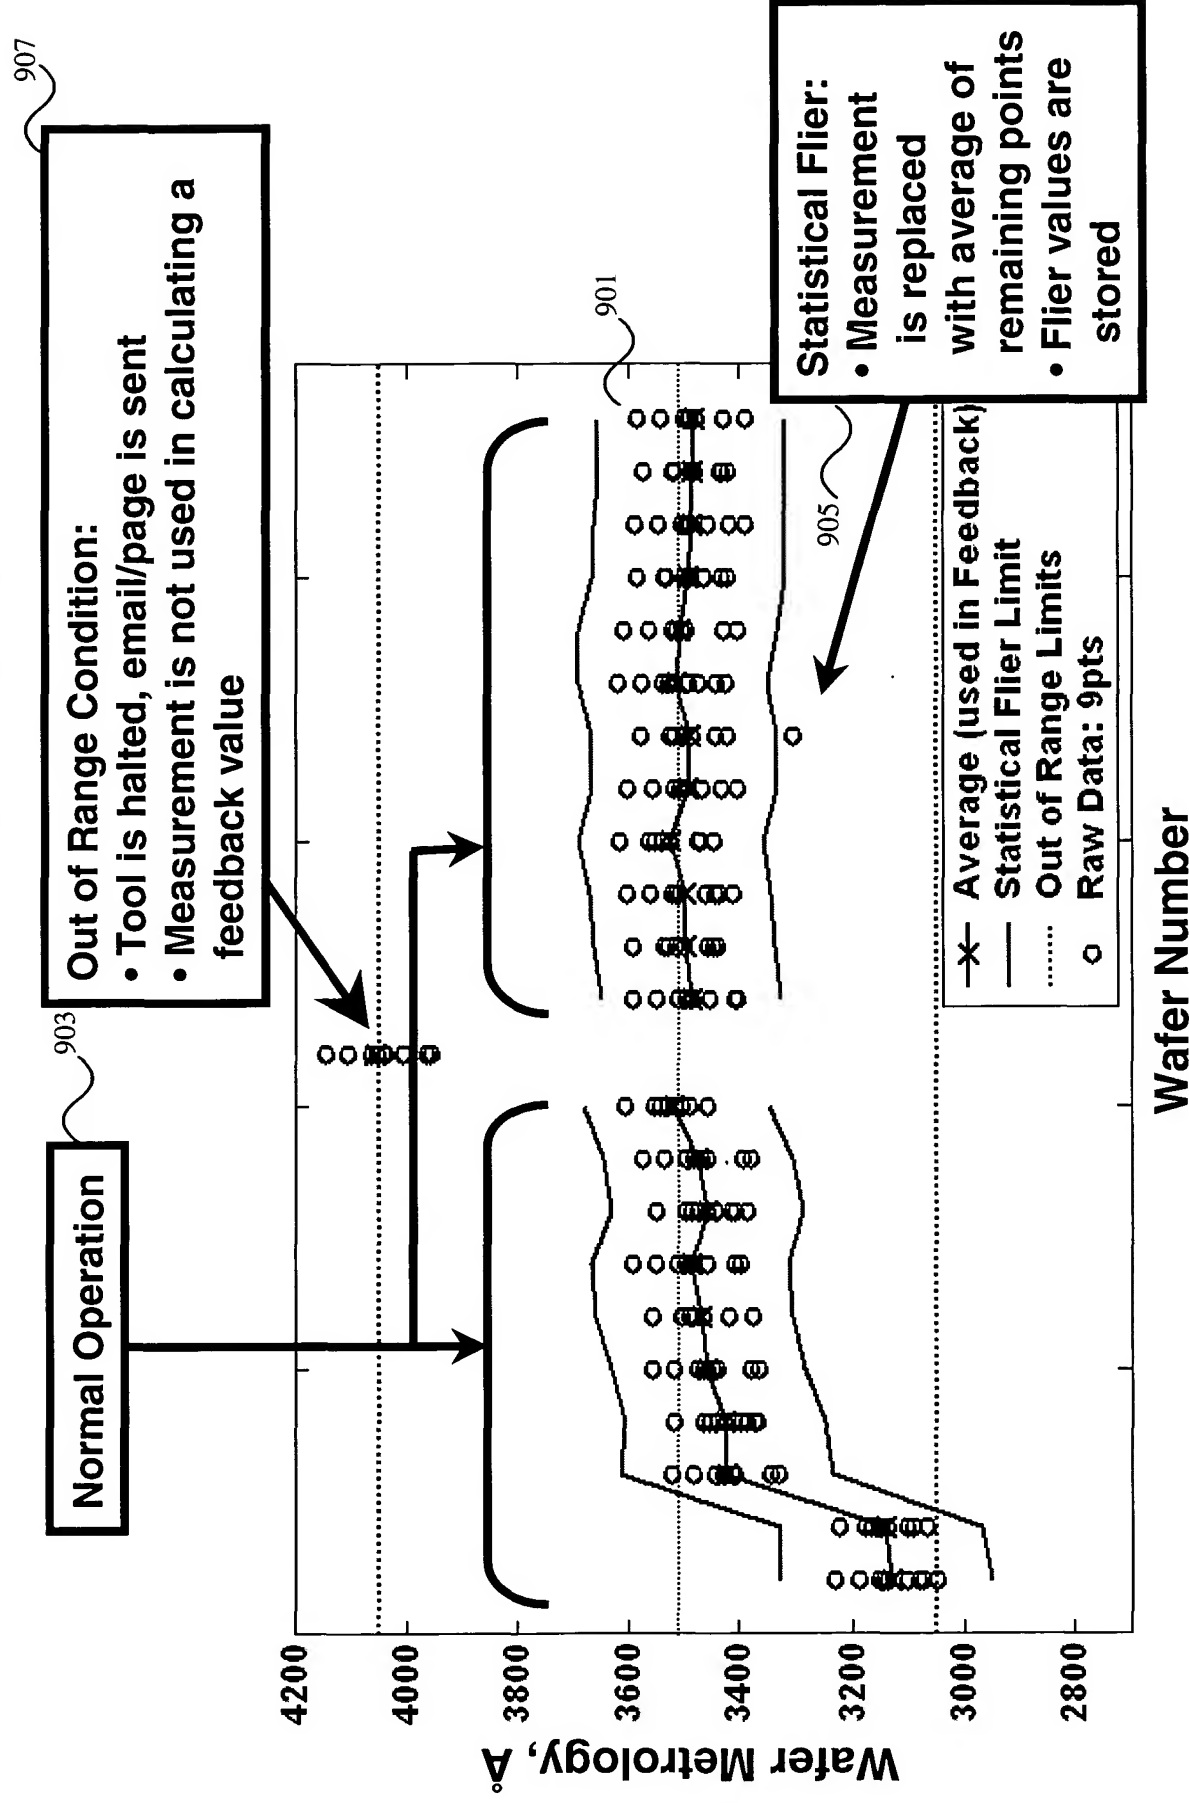 907
Out of Range Condition:
• Tool is halted, email/page is sent
• Measurement is not used in calculating a
feedback value
903
Normal Operation
901
Statistical Flier:
• Measurement
is replaced
with average of
remaining points
• Flier values are
stored
905
4200
4000
3800
3600
3400
3200
3000
2800
Wafer Metrology, Å
Average (used in Feedback)
Statistical Flier Limit
Out of Range Limits
Raw Data: 9pts
Wafer Number